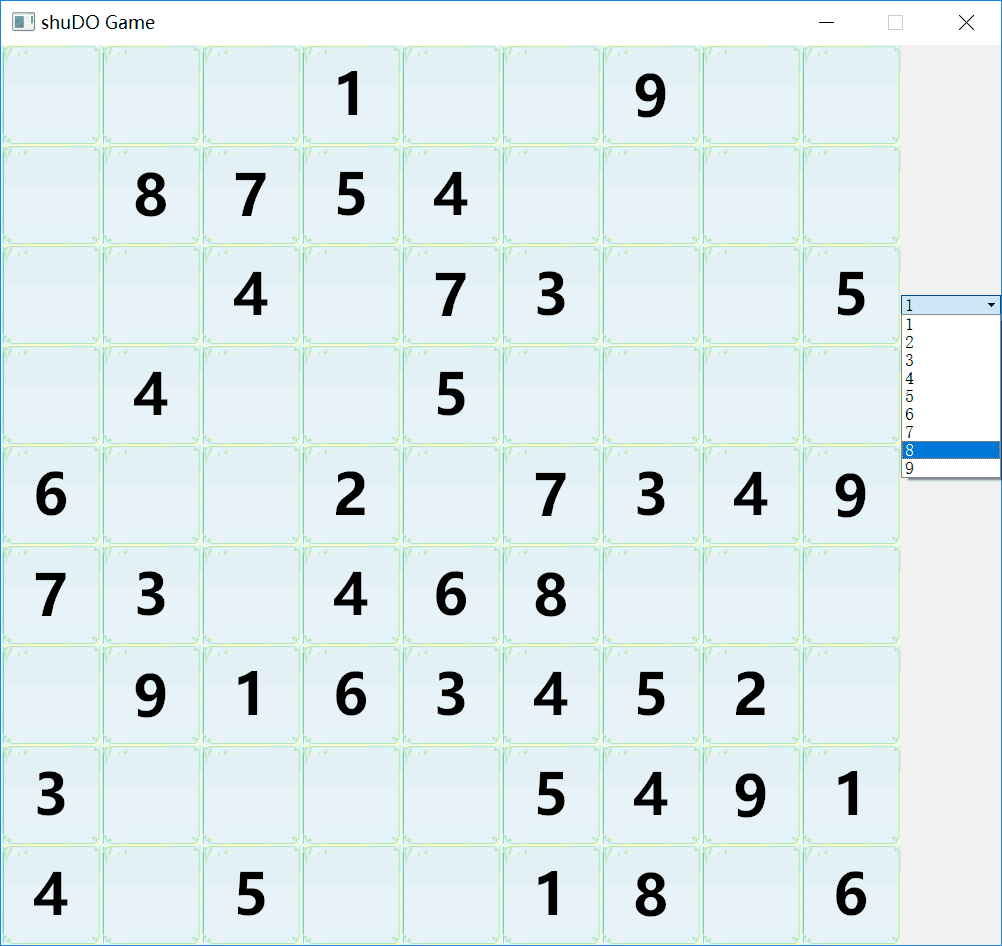 shuDO Game
1 9
8 7 5 4
4 7 3 5
4 5
6 2 7 3 4 9
7 3 4 6 8
9 1 6 3 4 5 2
3 5 4 9 1
4 5 1 8 6
1
1
2
3
4
5
6
7
8
9